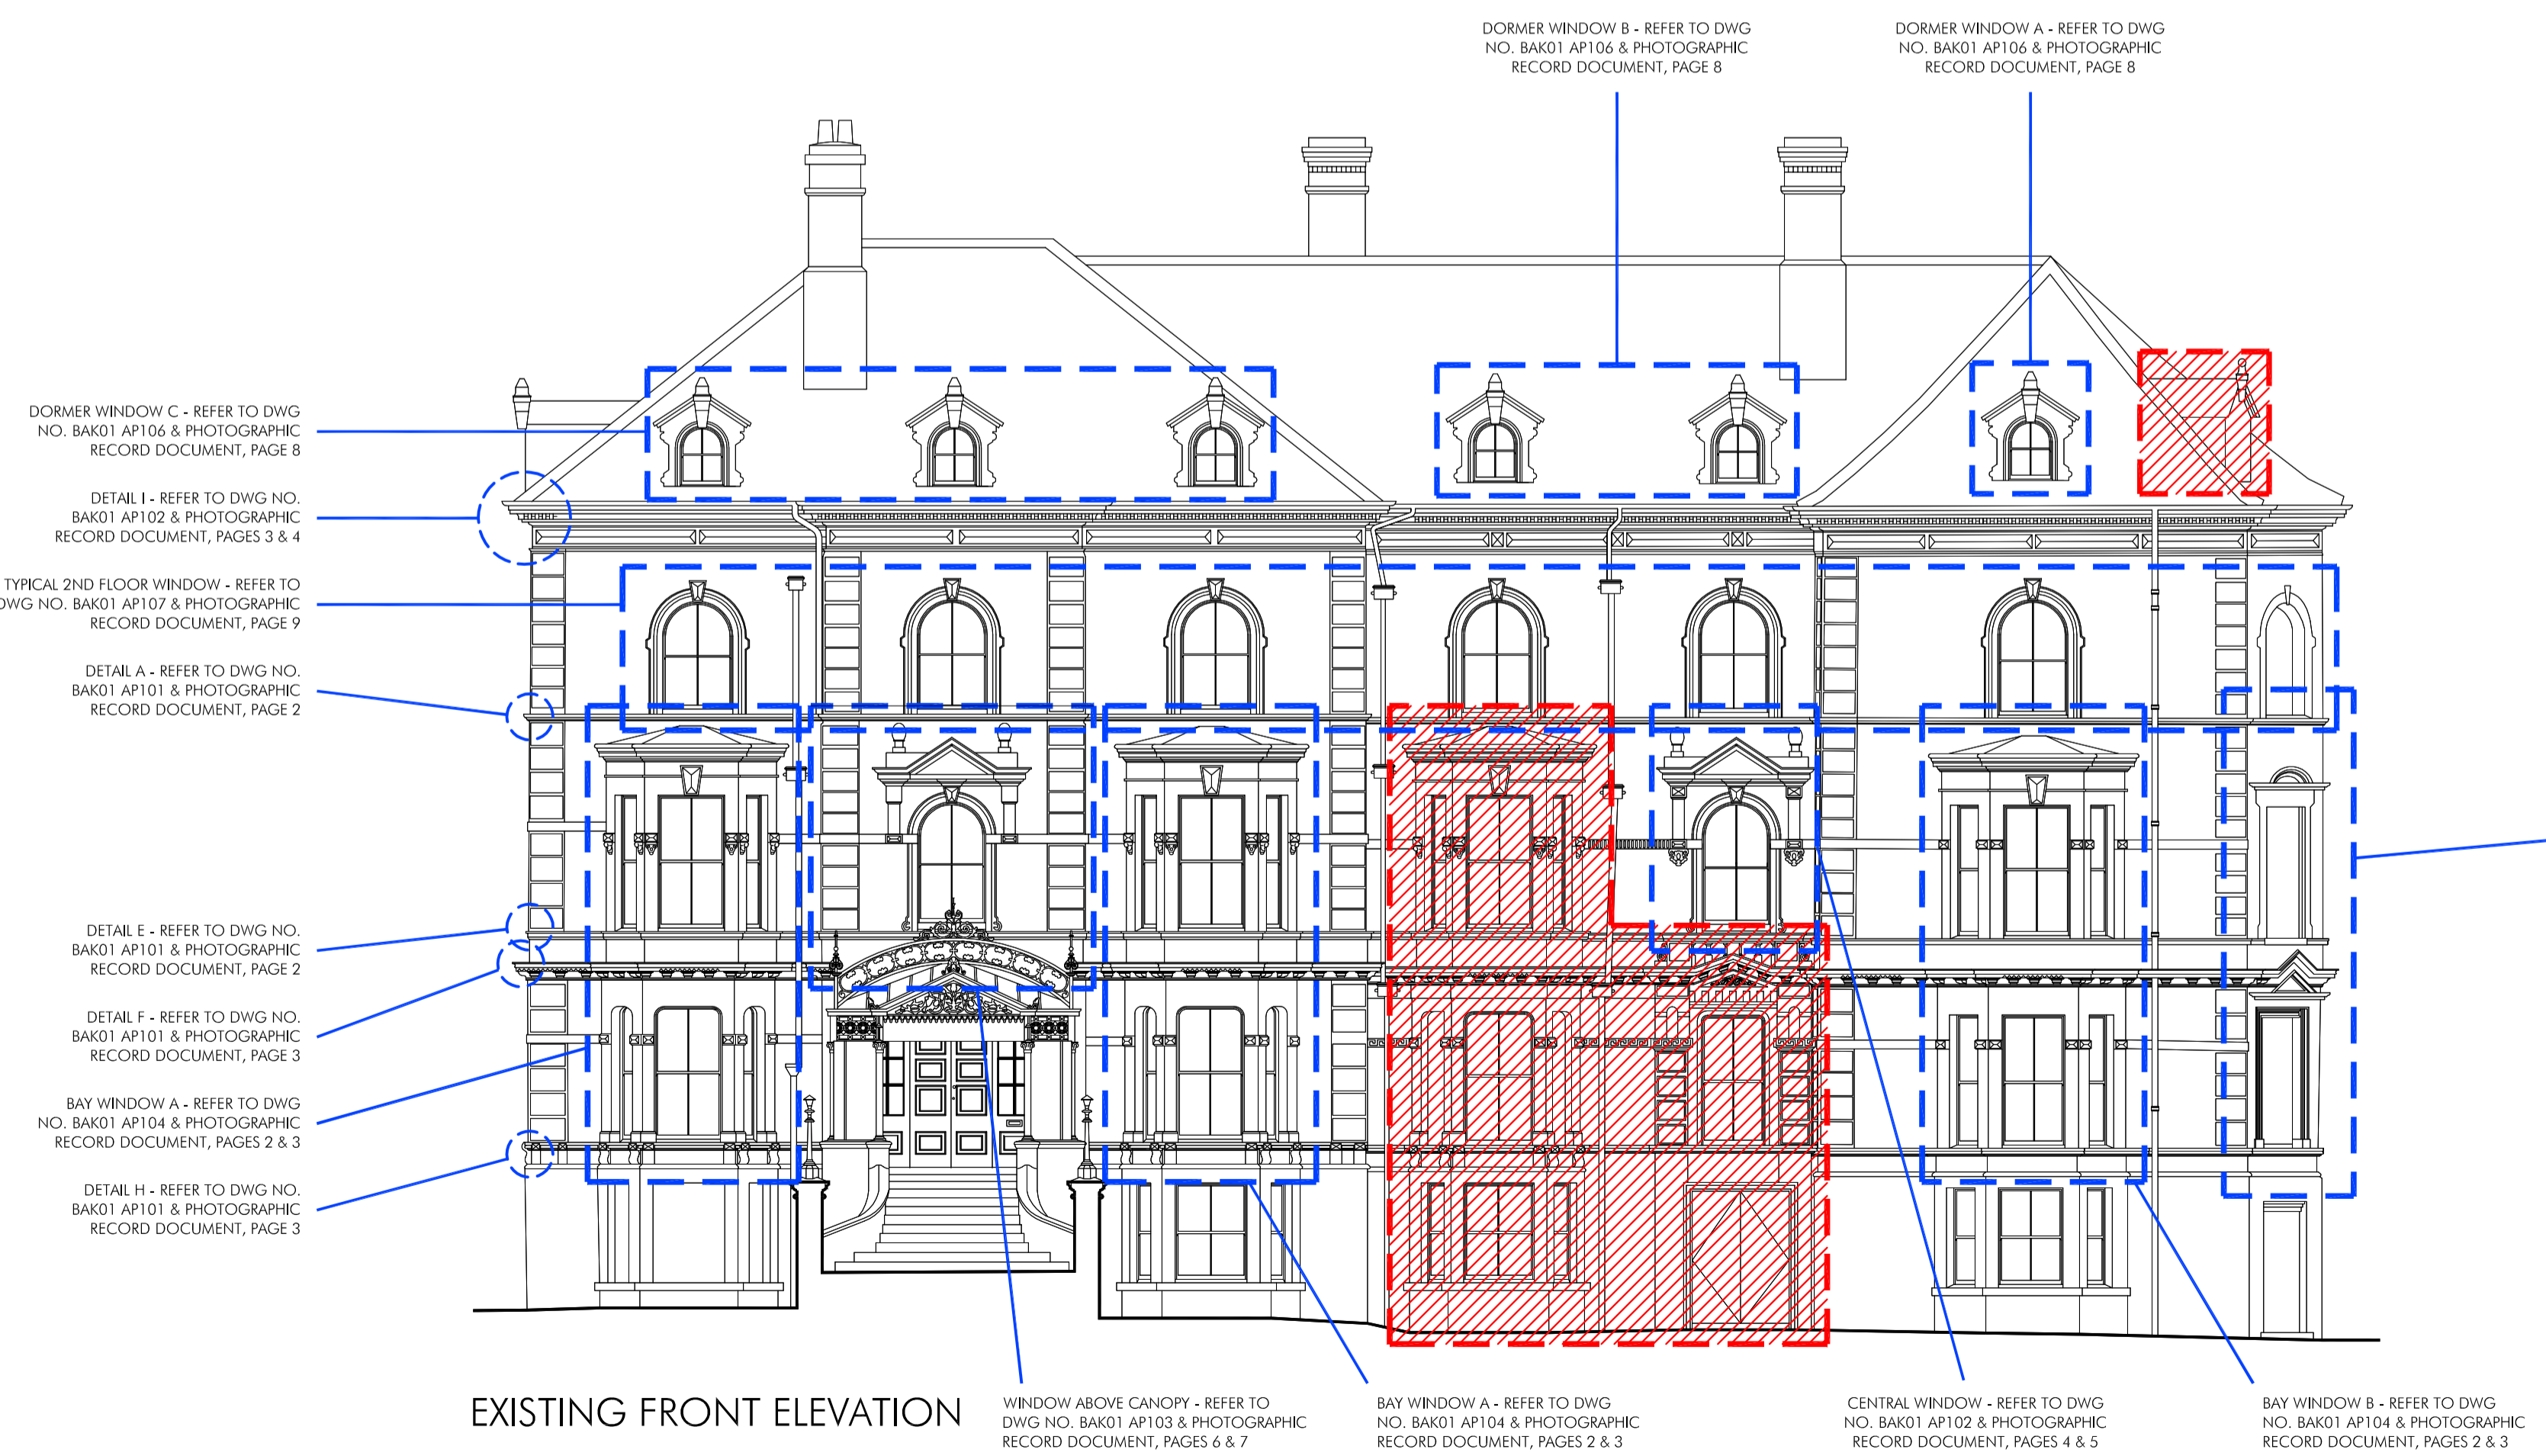 DORMER WINDOW B - REFER TO DWG
NO. BAK01 AP106 & PHOTOGRAPHIC
RECORD DOCUMENT, PAGE 8
DORMER WINDOW A - REFER TO DWG
NO. BAK01 AP106 & PHOTOGRAPHIC
RECORD DOCUMENT, PAGE 8
DORMER WINDOW C - REFER TO DWG
NO. BAK01 AP106 & PHOTOGRAPHIC
RECORD DOCUMENT, PAGE 8
DETAIL I - REFER TO DWG NO.
BAK01 AP102 & PHOTOGRAPHIC
RECORD DOCUMENT, PAGES 3 & 4
TYPICAL 2ND FLOOR WINDOW - REFER TO
DWG NO. BAK01 AP107 & PHOTOGRAPHIC
RECORD DOCUMENT, PAGE 9
DETAIL A - REFER TO DWG NO.
BAK01 AP101 & PHOTOGRAPHIC
RECORD DOCUMENT, PAGE 2
DETAIL E - REFER TO DWG NO.
BAK01 AP101 & PHOTOGRAPHIC
RECORD DOCUMENT, PAGE 2
DETAIL F - REFER TO DWG NO.
BAK01 AP101 & PHOTOGRAPHIC
RECORD DOCUMENT, PAGE 3
BAY WINDOW A - REFER TO DWG
NO. BAK01 AP104 & PHOTOGRAPHIC
RECORD DOCUMENT, PAGES 2 & 3
DETAIL H - REFER TO DWG NO.
BAK01 AP101 & PHOTOGRAPHIC
RECORD DOCUMENT, PAGE 3
EXISTING FRONT ELEVATION
WINDOW ABOVE CANOPY - REFER TO
DWG NO. BAK01 AP103 & PHOTOGRAPHIC
RECORD DOCUMENT, PAGES 6 & 7
BAY WINDOW A - REFER TO DWG
NO. BAK01 AP104 & PHOTOGRAPHIC
RECORD DOCUMENT, PAGES 2 & 3
CENTRAL WINDOW - REFER TO DWG
NO. BAK01 AP102 & PHOTOGRAPHIC
RECORD DOCUMENT, PAGES 4 & 5
BAY WINDOW B - REFER TO DWG
NO. BAK01 AP104 & PHOTOGRAPHIC
RECORD DOCUMENT, PAGES 2 & 3